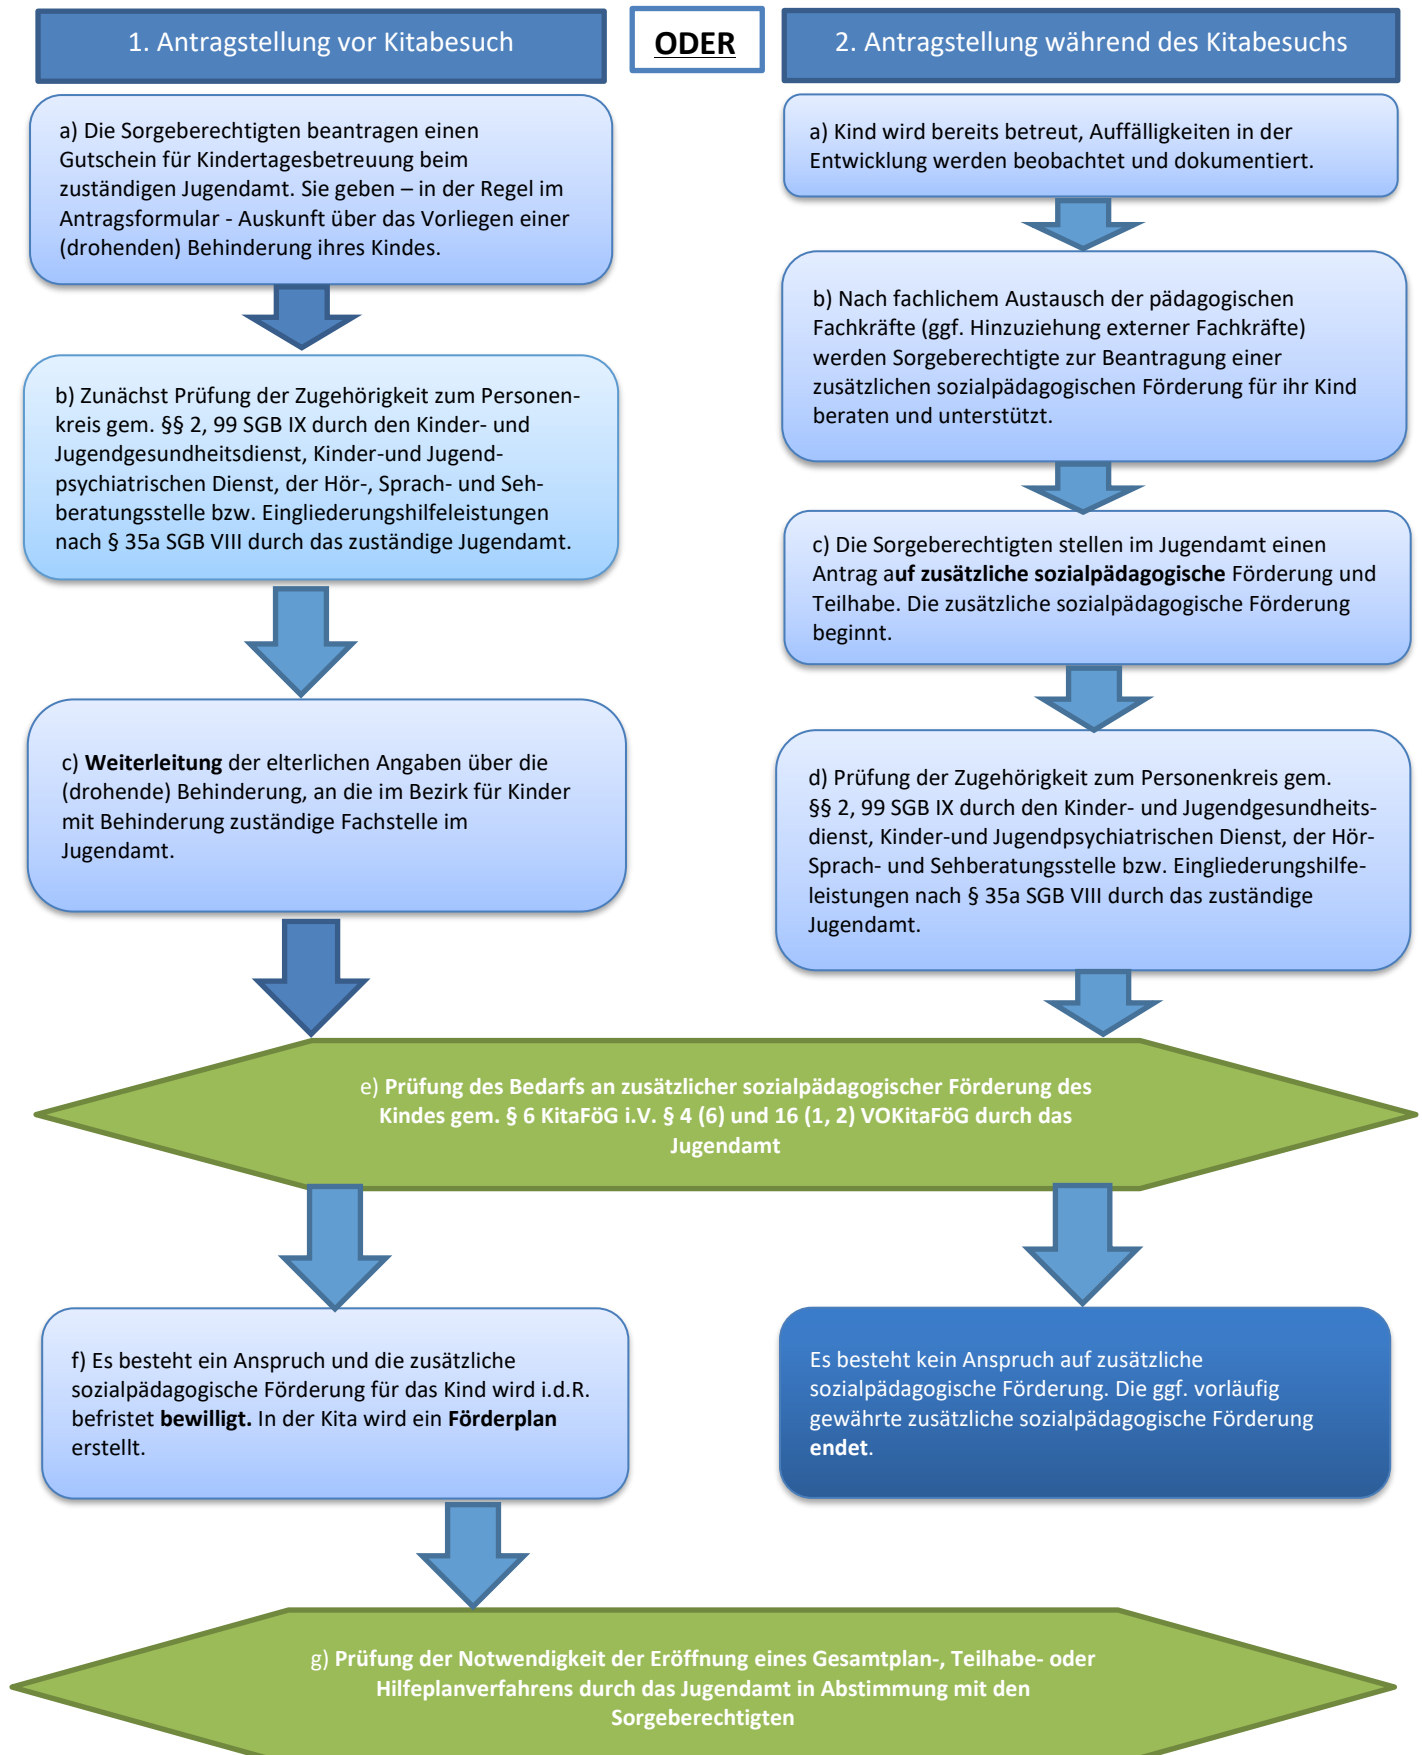 1. Antragstellung vor Kitabesuch
ODER
2. Antragstellung während des Kitabesuchs
a) Die Sorgeberechtigten beantragen einen
Gutschein für Kindertagesbetreuung beim
zuständigen Jugendamt. Sie geben – in der Regel im
Antragsformular - Auskunft über das Vorliegen einer
(drohenden) Behinderung ihres Kindes.
b) Zunächst Prüfung der Zugehörigkeit zum Personen-
kreis gem. §§ 2, 99 SGB IX durch den Kinder- und
Jugendgesundheitsdienst, Kinder-und Jugend-
psychiatrischen Dienst, der Hör-, Sprach- und Seh-
beratungsstelle bzw. Eingliederungshilfeleistungen
nach § 35a SGB VIII durch das zuständige Jugendamt.
c) Weiterleitung der elterlichen Angaben über die
(drohende) Behinderung, an die im Bezirk für Kinder
mit Behinderung zuständige Fachstelle im
Jugendamt.
a) Kind wird bereits betreut, Auffälligkeiten in der
Entwicklung werden beobachtet und dokumentiert.
b) Nach fachlichem Austausch der pädagogischen
Fachkräfte (ggf. Hinzuziehung externer Fachkräfte)
werden Sorgeberechtigte zur Beantragung einer
zusätzlichen sozialpädagogischen Förderung für ihr Kind
beraten und unterstützt.
c) Die Sorgeberechtigten stellen im Jugendamt einen
Antrag auf zusätzliche sozialpädagogische Förderung und
Teilhabe. Die zusätzliche sozialpädagogische Förderung
beginnt.
d) Prüfung der Zugehörigkeit zum Personenkreis gem.
§§ 2, 99 SGB IX durch den Kinder- und Jugendgesundheits-
dienst, Kinder-und Jugendpsychiatrischen Dienst, der Hör-
Sprach- und Sehberatungsstelle bzw. Eingliederungshilfe-
leistungen nach § 35a SGB VIII durch das zuständige
Jugendamt.
e) Prüfung des Bedarfs an zusätzlicher sozialpädagogischer Förderung des
Kindes gem. § 6 KitaFöG i.V. § 4 (6) und 16 (1, 2) VOKitaFöG durch das
Jugendamt
f) Es besteht ein Anspruch und die zusätzliche
sozialpädagogische Förderung für das Kind wird i.d.R.
befristet bewilligt. In der Kita wird ein Förderplan
erstellt.
Es besteht kein Anspruch auf zusätzliche
sozialpädagogische Förderung. Die ggf. vorläufig
gewährte zusätzliche sozialpädagogische Förderung
endet.
g) Prüfung der Notwendigkeit der Eröffnung eines Gesamtplan-, Teilhabe- oder
Hilfeplanverfahrens durch das Jugendamt in Abstimmung mit den
Sorgeberechtigten